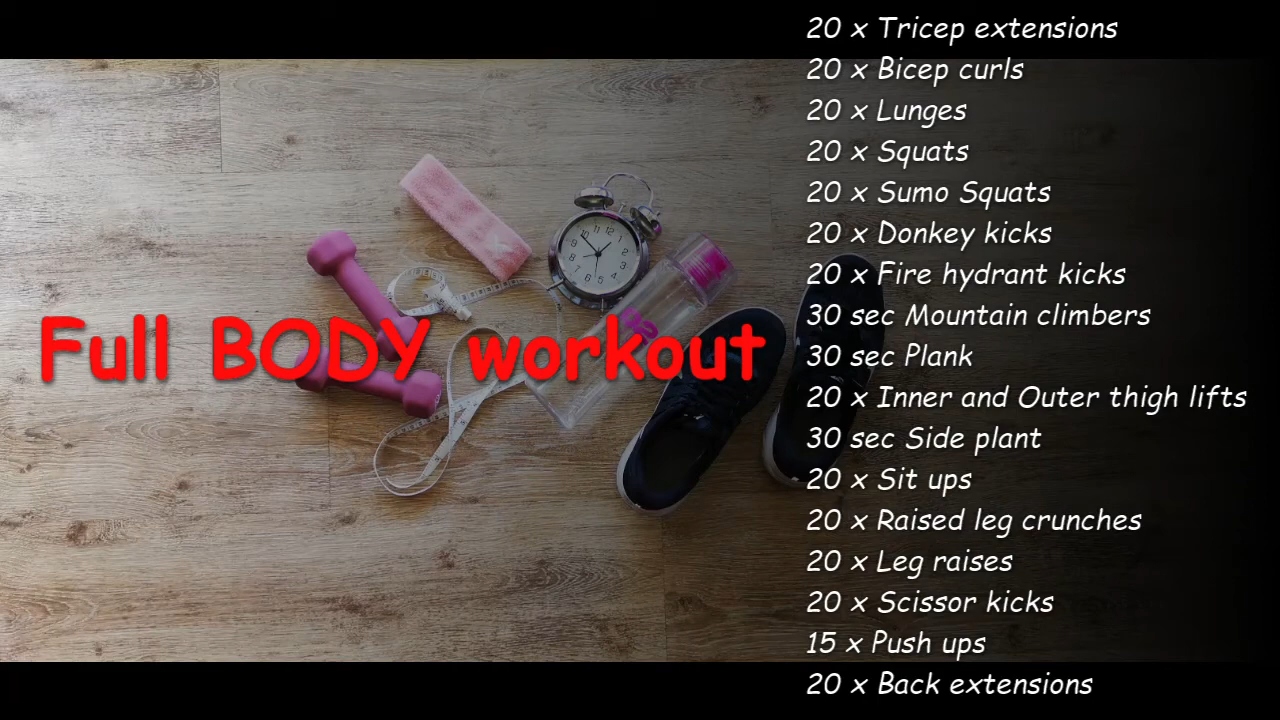 Full BODY workout
20 x Tricep extensions
20 x Bicep curls
20 x Lunges
20 x Squats
20 x Sumo Squats
20 x Donkey kicks
20 x Fire hydrant kicks
30 sec Mountain climbers
30 sec Plank
20 x Inner and Outer thigh lifts
30 sec Side plant
20 x Sit ups
20 x Raised leg crunches
20 x Leg raises
20 x Scissor kicks
15 x Push ups
20 x Back extensions